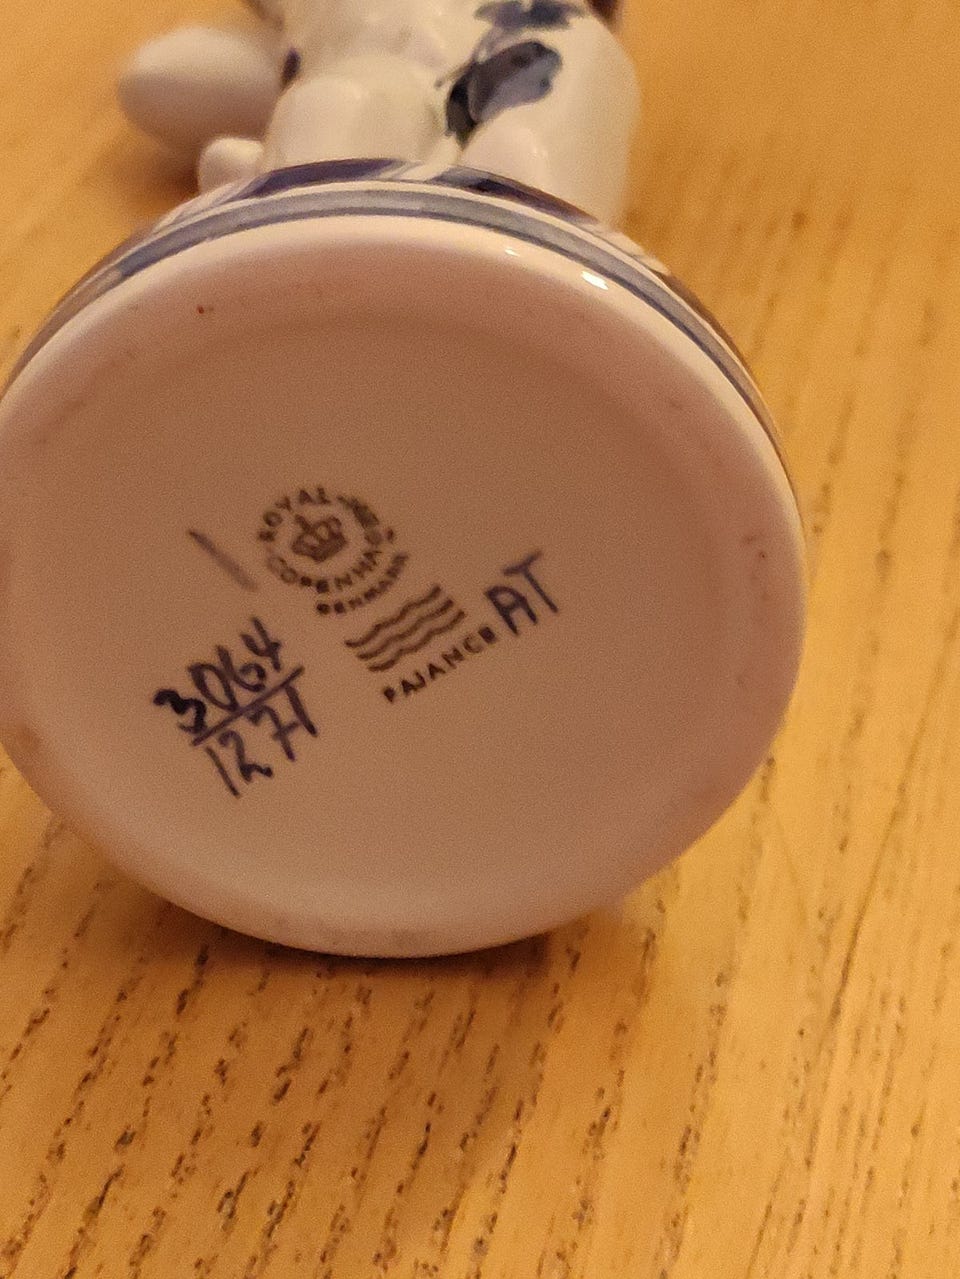 ROYAL
COPENHAGEN
DENMARK
FAJANCE
AT
3064
1271